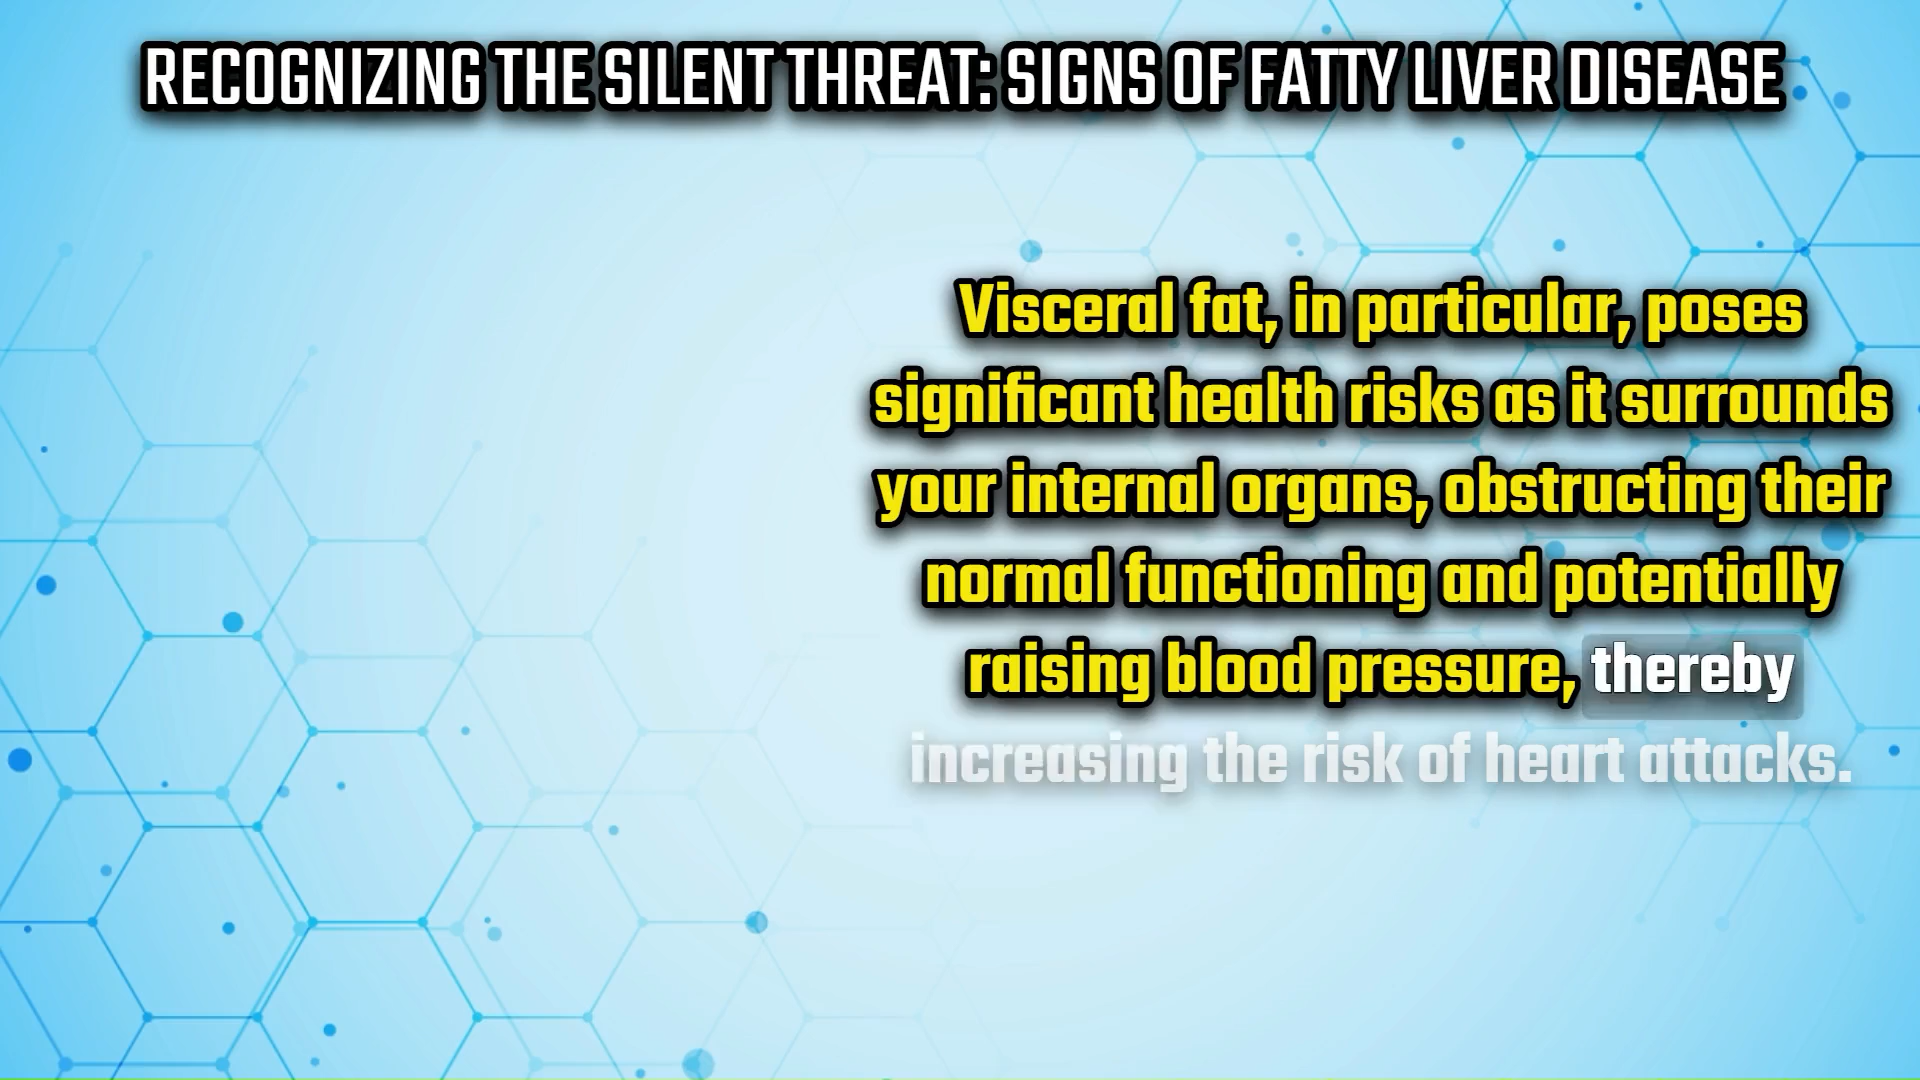 RECOGNIZING THE SILENT THREAT: SIGNS OF FATTY LIVER DISEASE
Visceral fat, in particular, poses
significant health risks as it surrounds
your internal organs, obstructing their
normal functioning and potentially
raising blood pressure, thereby
increasing the risk of heart attacks.